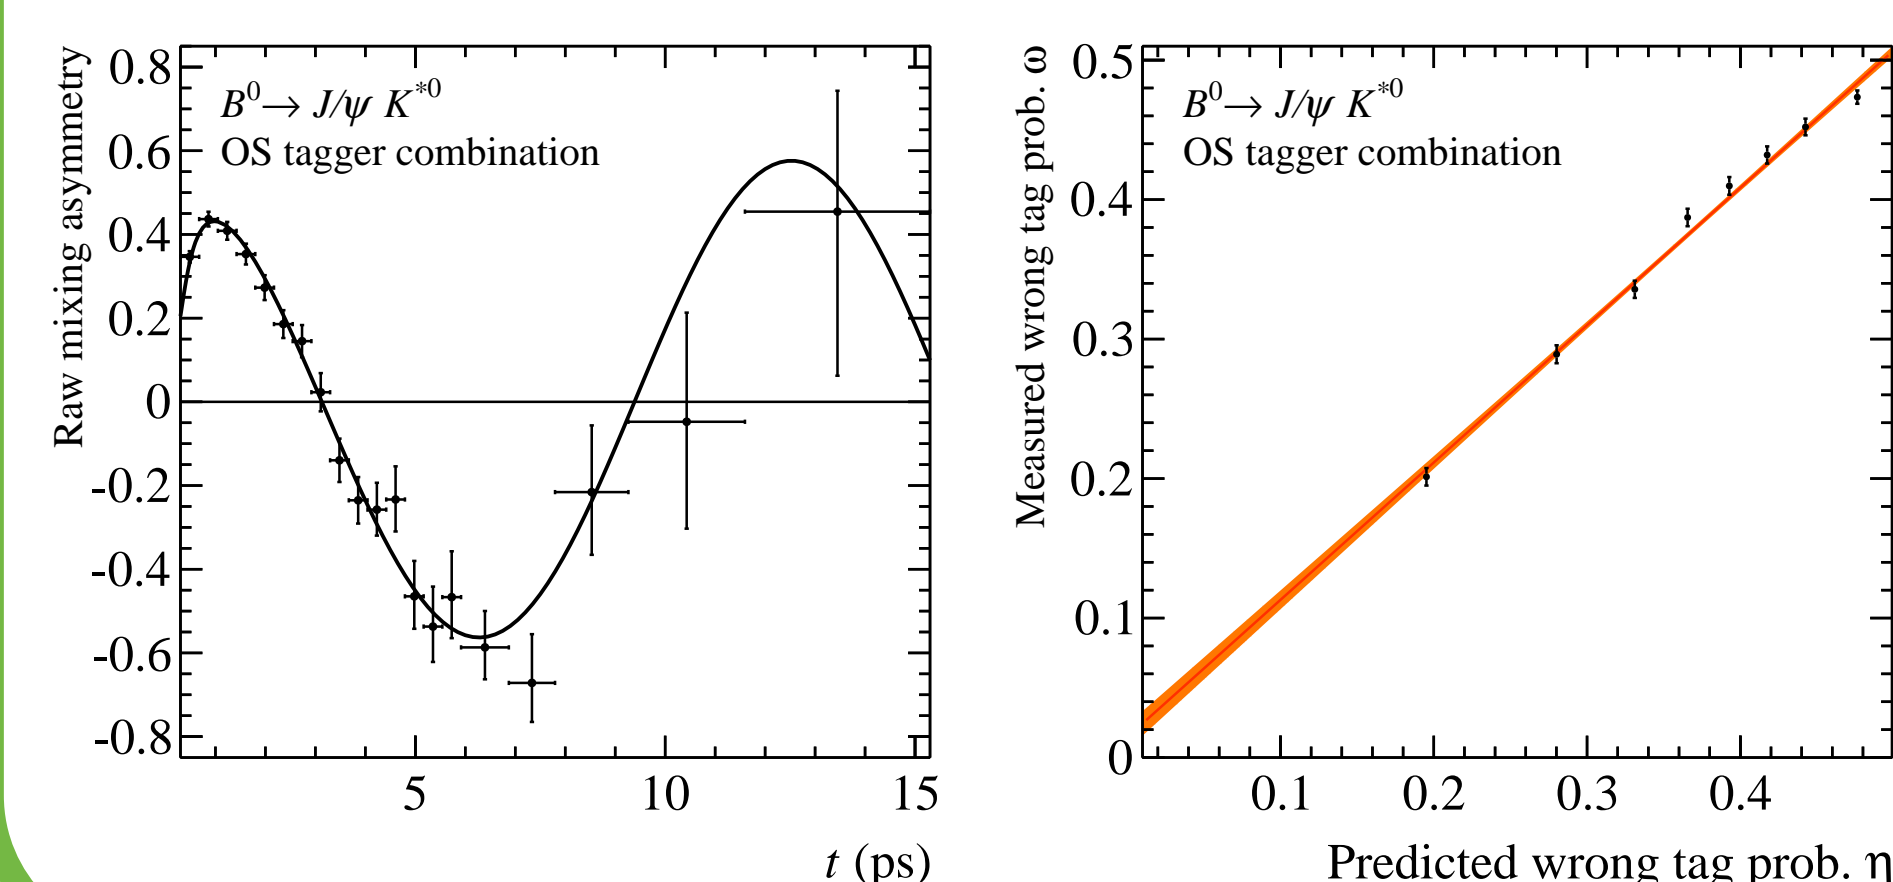 Raw mixing asymmetry
0.8
0.6
0.4
0.2
0
-0.2
-0.4
-0.6
-0.8
B⁰→ J/ψ K*⁰
OS tagger combination
5 10 15
t (ps)
Measured wrong tag prob. ω
0.5
0.4
0.3
0.2
0.1
0
B⁰→ J/ψ K*⁰
OS tagger combination
0.1 0.2 0.3 0.4
Predicted wrong tag prob. η